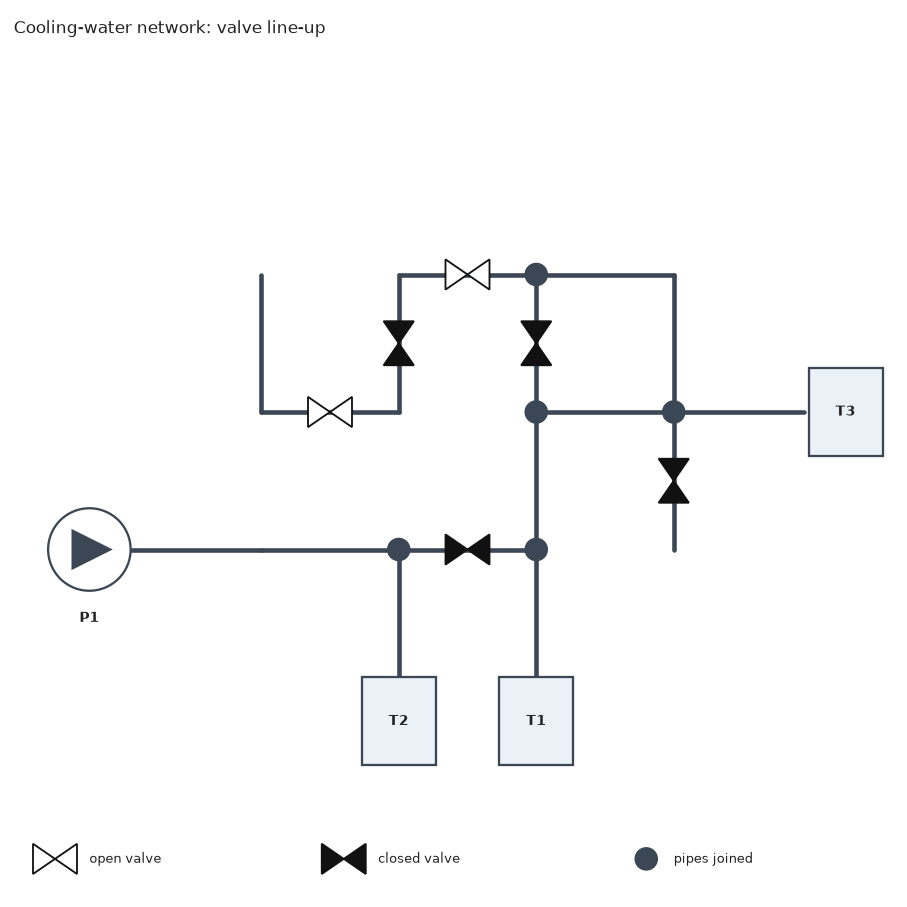 Cooling-water network: valve line-up
T3
P1
T2
T1
open valve
closed valve
pipes joined